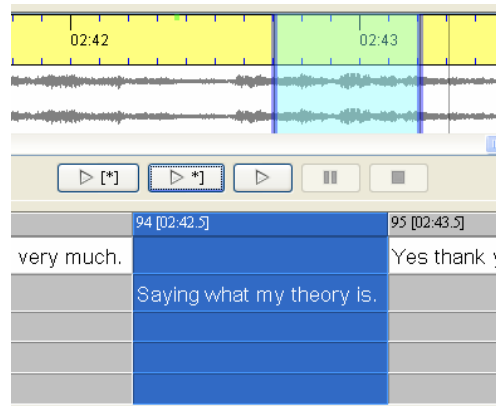 02:42 02:43
[*] *]
94 [02:42.5] 95 [02:43.5]
very much. Yes thank
Saying what my theory is.